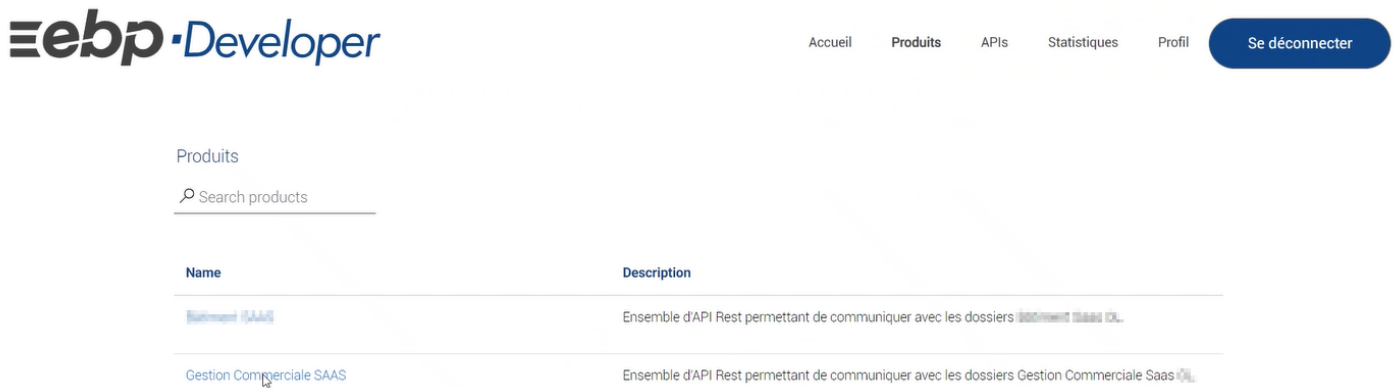 ebp·Developer
Accueil Produits APIs Statistiques Profil Se déconnecter
Produits
Search products
Name Description
Ensemble d'API Rest permettant de communiquer avec les dossiers
Gestion Commerciale SAAS Ensemble d'API Rest permettant de communiquer avec les dossiers Gestion Commerciale Saas